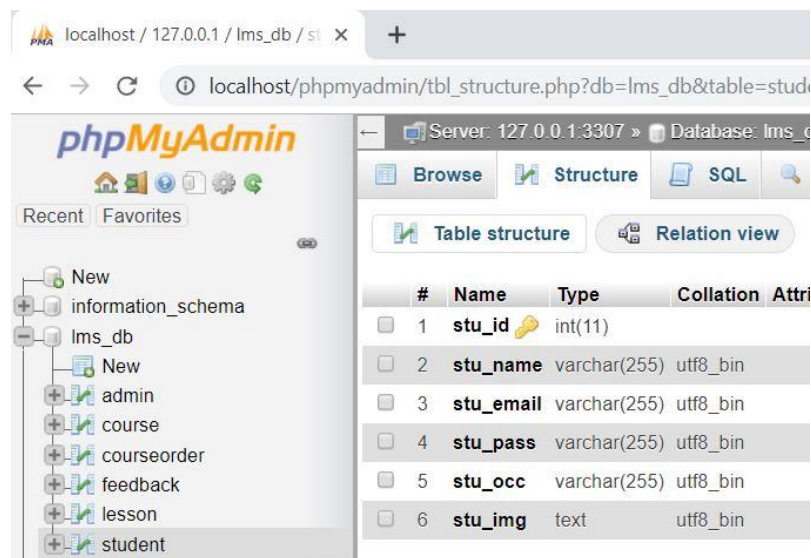 PMA localhost / 127.0.0.1 / lms_db / st
localhost/phpmyadmin/tbl_structure.php?db=lms_db&table=stude
phpMyAdmin
Recent Favorites
New
information_schema
lms_db
New
admin
course
courseorder
feedback
lesson
student
Server: 127.0.0.1:3307 » Database: lms_d
Browse Structure SQL
Table structure Relation view
# Name Type Collation Attri
1 stu_id int(11)
2 stu_name varchar(255) utf8_bin
3 stu_email varchar(255) utf8_bin
4 stu_pass varchar(255) utf8_bin
5 stu_occ varchar(255) utf8_bin
6 stu_img text utf8_bin